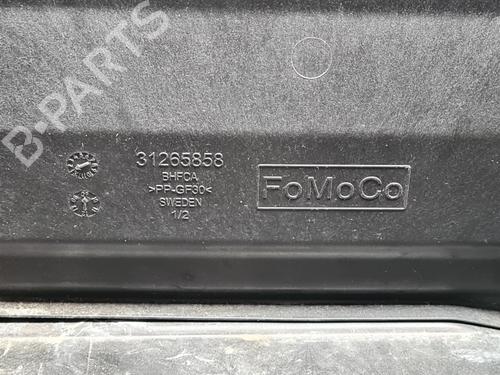 B-PARTS
31265858
BHFCA
>PP-GF30<
SWEDEN
1/2
FoMoCo